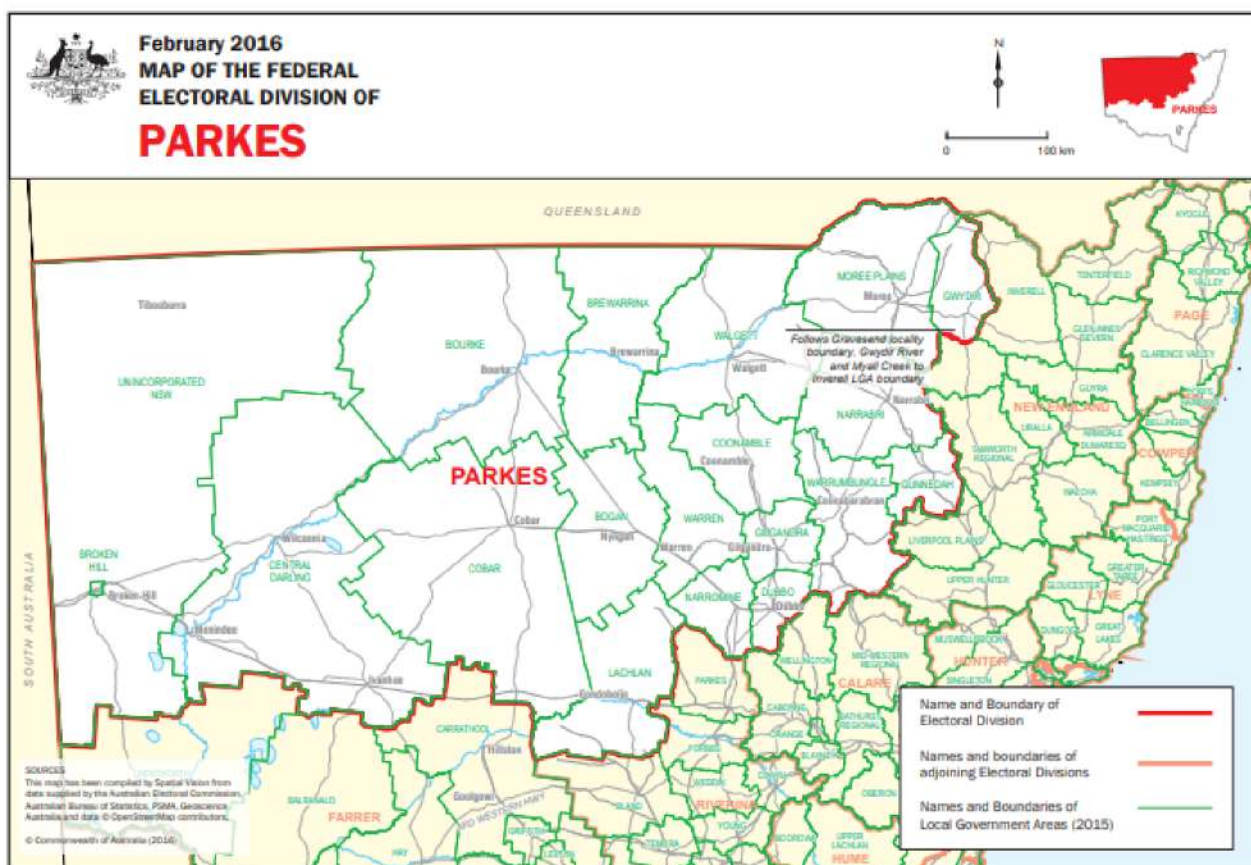 February 2016
MAP OF THE FEDERAL
ELECTORAL DIVISION OF
PARKES
N
0
100 km
PARKES
QUEENSLAND
KYOGLE
Tibooburra
MOREE PLAINS
Moree
GWYDIR
INVERELL
TENTERFIELD
RICHMOND
VALLEY
PAGE
BREWARRINA
GLEN INNES
SEVERN
BOURKE
Brewarrina
WALGETT
Follows Gravesend locality
boundary, Gwydir River
and Myall Creek to
Inverell LGA boundary
CLARENCE VALLEY
UNINCORPORATED
NSW
Bourke
Walgett
GUYRA
Narrabri
NARRABRI
NEW ENGLAND
URALLA
ARMIDALE
DUMARESQ
BELLINGEN
COONAMBLE
Coonamble
TAMWORTH
REGIONAL
COWPER
PARKES
WARRUMBUNGLE
GUNNEDAH
Coonabarabran
WALCHA
KEMPSEY
Cobar
BOGAN
Nyngan
WARREN
Warren
GILGANDRA
Gilgandra
PORT
MACQUARIE
HASTINGS
Wilcannia
LIVERPOOL PLAINS
BROKEN
HILL
Broken Hill
CENTRAL
DARLING
COBAR
UPPER HUNTER
GLOUCESTER
GREATER
TAREE
LYNE
NARROMINE
DUBBO
Dubbo
Menindee
SOUTH AUSTRALIA
DUNGOG
GREAT
LAKES
MUSWELLBROOK
HUNTER
SINGLETON
WELLINGTON
MID-WESTERN
REGIONAL
CALARE
LACHLAN
PARKES
Ivanhoe
Condobolin
CABONNE
BATHURST
REGIONAL
ORANGE
BLAYNEY
OBERON
CARRATHOOL
Hillston
FORBES
COWRA
WEDDIN
Name and Boundary of
Electoral Division
Names and boundaries of
adjoining Electoral Divisions
Names and Boundaries of
Local Government Areas (2015)
SOURCES
This map has been compiled by Spatial Vision from
data supplied by the Australian Electoral Commission,
Australian Bureau of Statistics, PSMA, Geoscience
Australia and data © OpenStreetMap contributors.
© Commonwealth of Australia (2016)
WENTWORTH
BALRANALD
FARRER
Goolgowi
MID WESTERN HWY
BLAND
RIVERINA
YOUNG
HAY
GRIFFITH
LEETON
TEMORA
BOOROWA
UPPER
LACHLAN
HUME